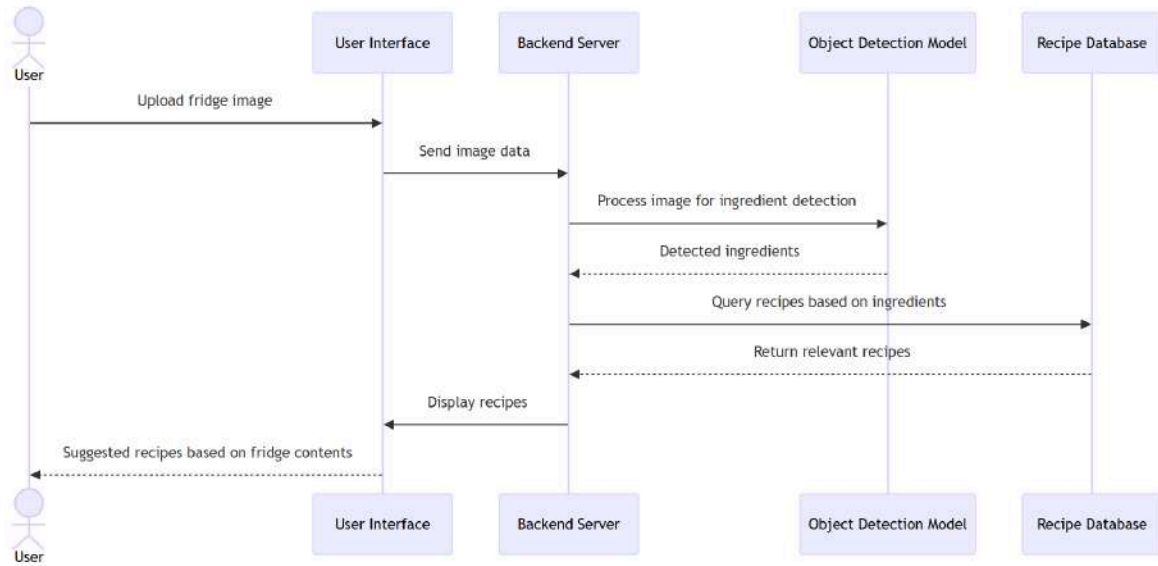 User
User Interface
Backend Server
Object Detection Model
Recipe Database
Upload fridge image
Send image data
Process image for ingredient detection
Detected ingredients
Query recipes based on ingredients
Return relevant recipes
Display recipes
Suggested recipes based on fridge contents
User
User Interface
Backend Server
Object Detection Model
Recipe Database